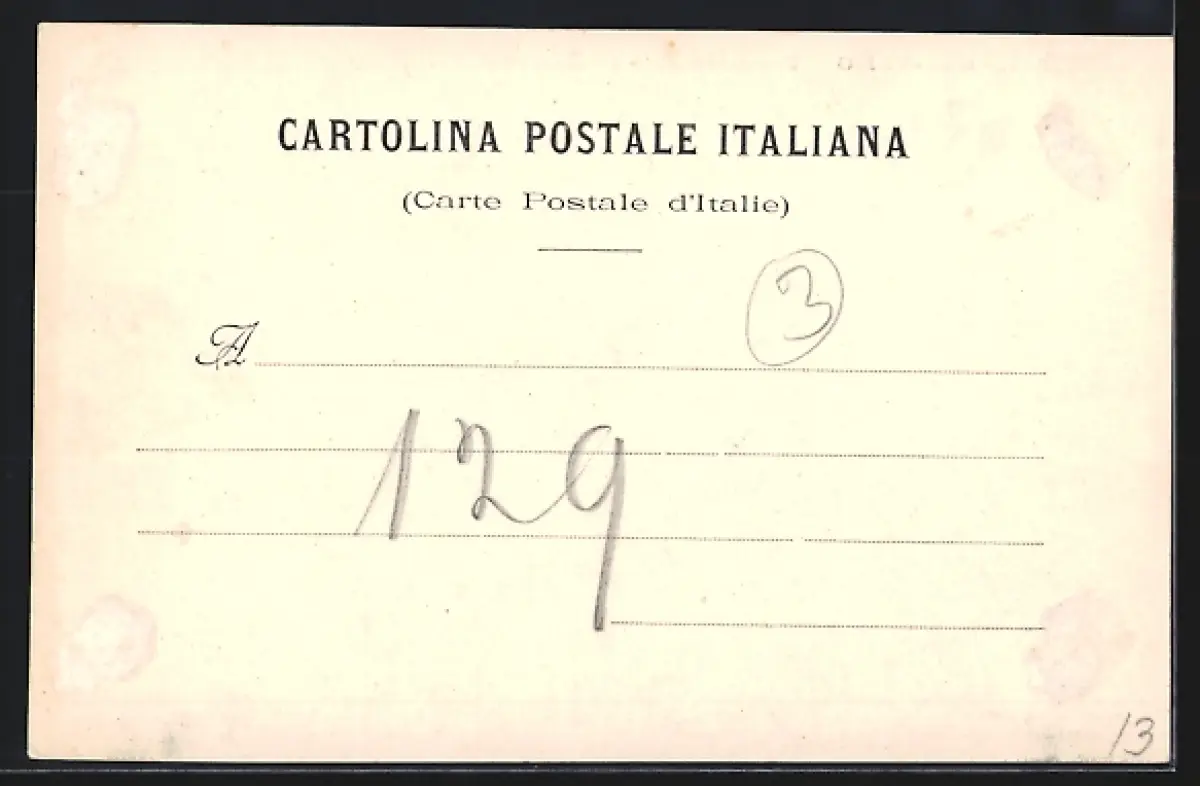 CARTOLINA POSTALE ITALIANA
(Carte Postale d'Italie)
3
A
129
13